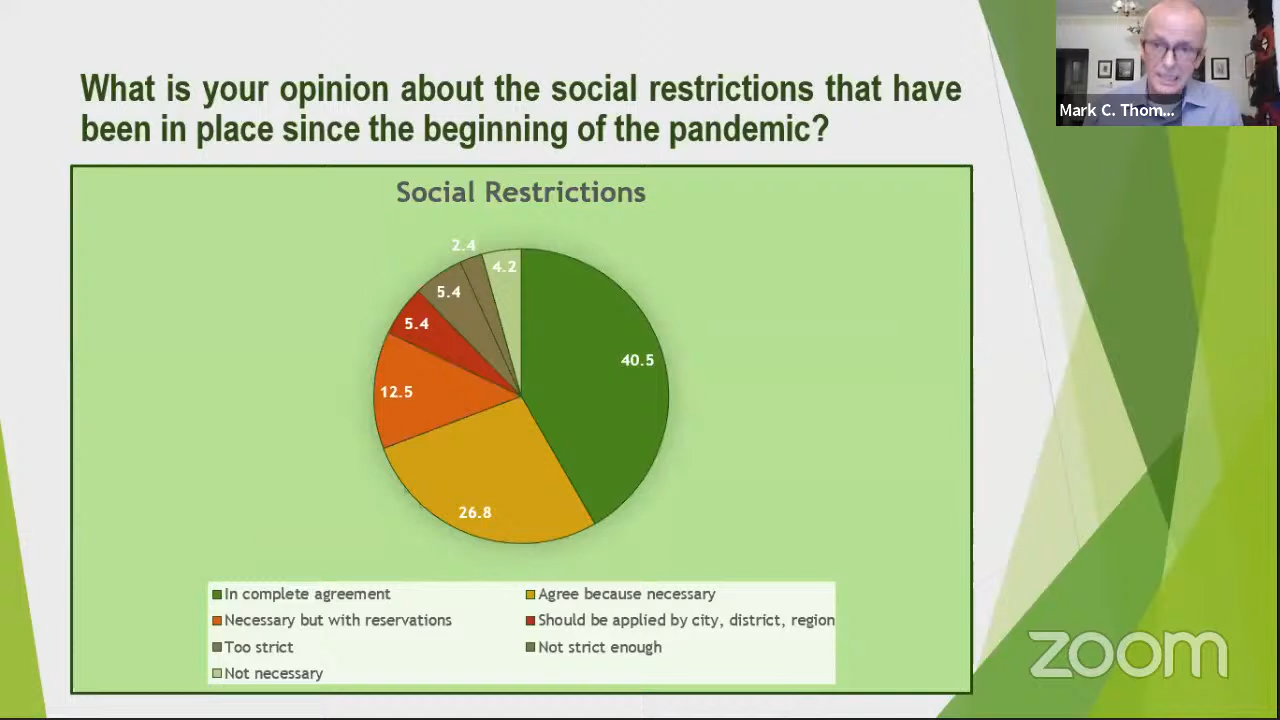 What is your opinion about the social restrictions that have
been in place since the beginning of the pandemic?
Mark C. Thom...
Social Restrictions
2.4
4.2
5.4
5.4
40.5
12.5
26.8
In complete agreement
Agree because necessary
Necessary but with reservations
Should be applied by city, district, region
Too strict
Not strict enough
Not necessary
zoom